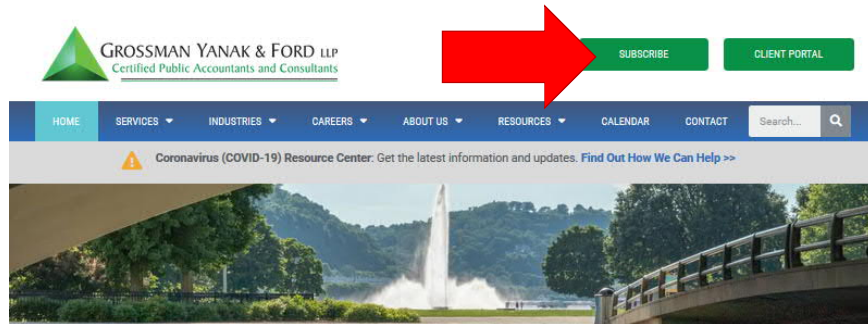 GROSSMAN YANAK & FORD LLP
Certified Public Accountants and Consultants
SUBSCRIBE
CLIENT PORTAL
HOME SERVICES INDUSTRIES CAREERS ABOUT US RESOURCES CALENDAR CONTACT Search...
Coronavirus (COVID-19) Resource Center: Get the latest information and updates. Find Out How We Can Help >>